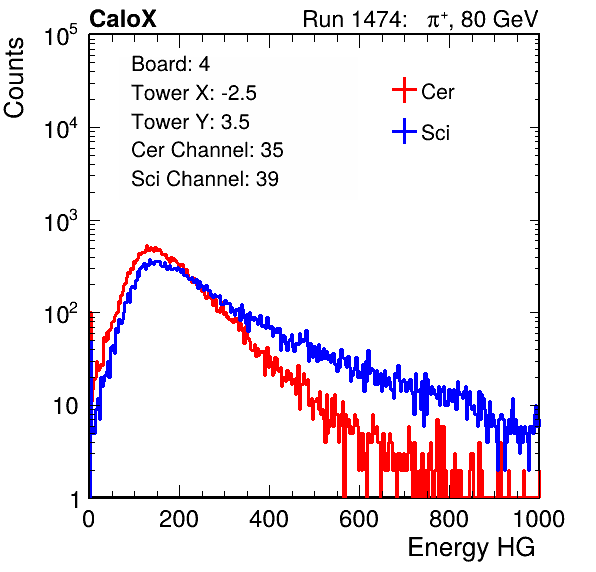 CaloX Run 1474: π⁺, 80 GeV
Counts
Board: 4
Tower X: -2.5
Tower Y: 3.5
Cer Channel: 35
Sci Channel: 39
Cer
Sci
10⁵
10⁴
10³
10²
10
1
0 200 400 600 800 1000
Energy HG